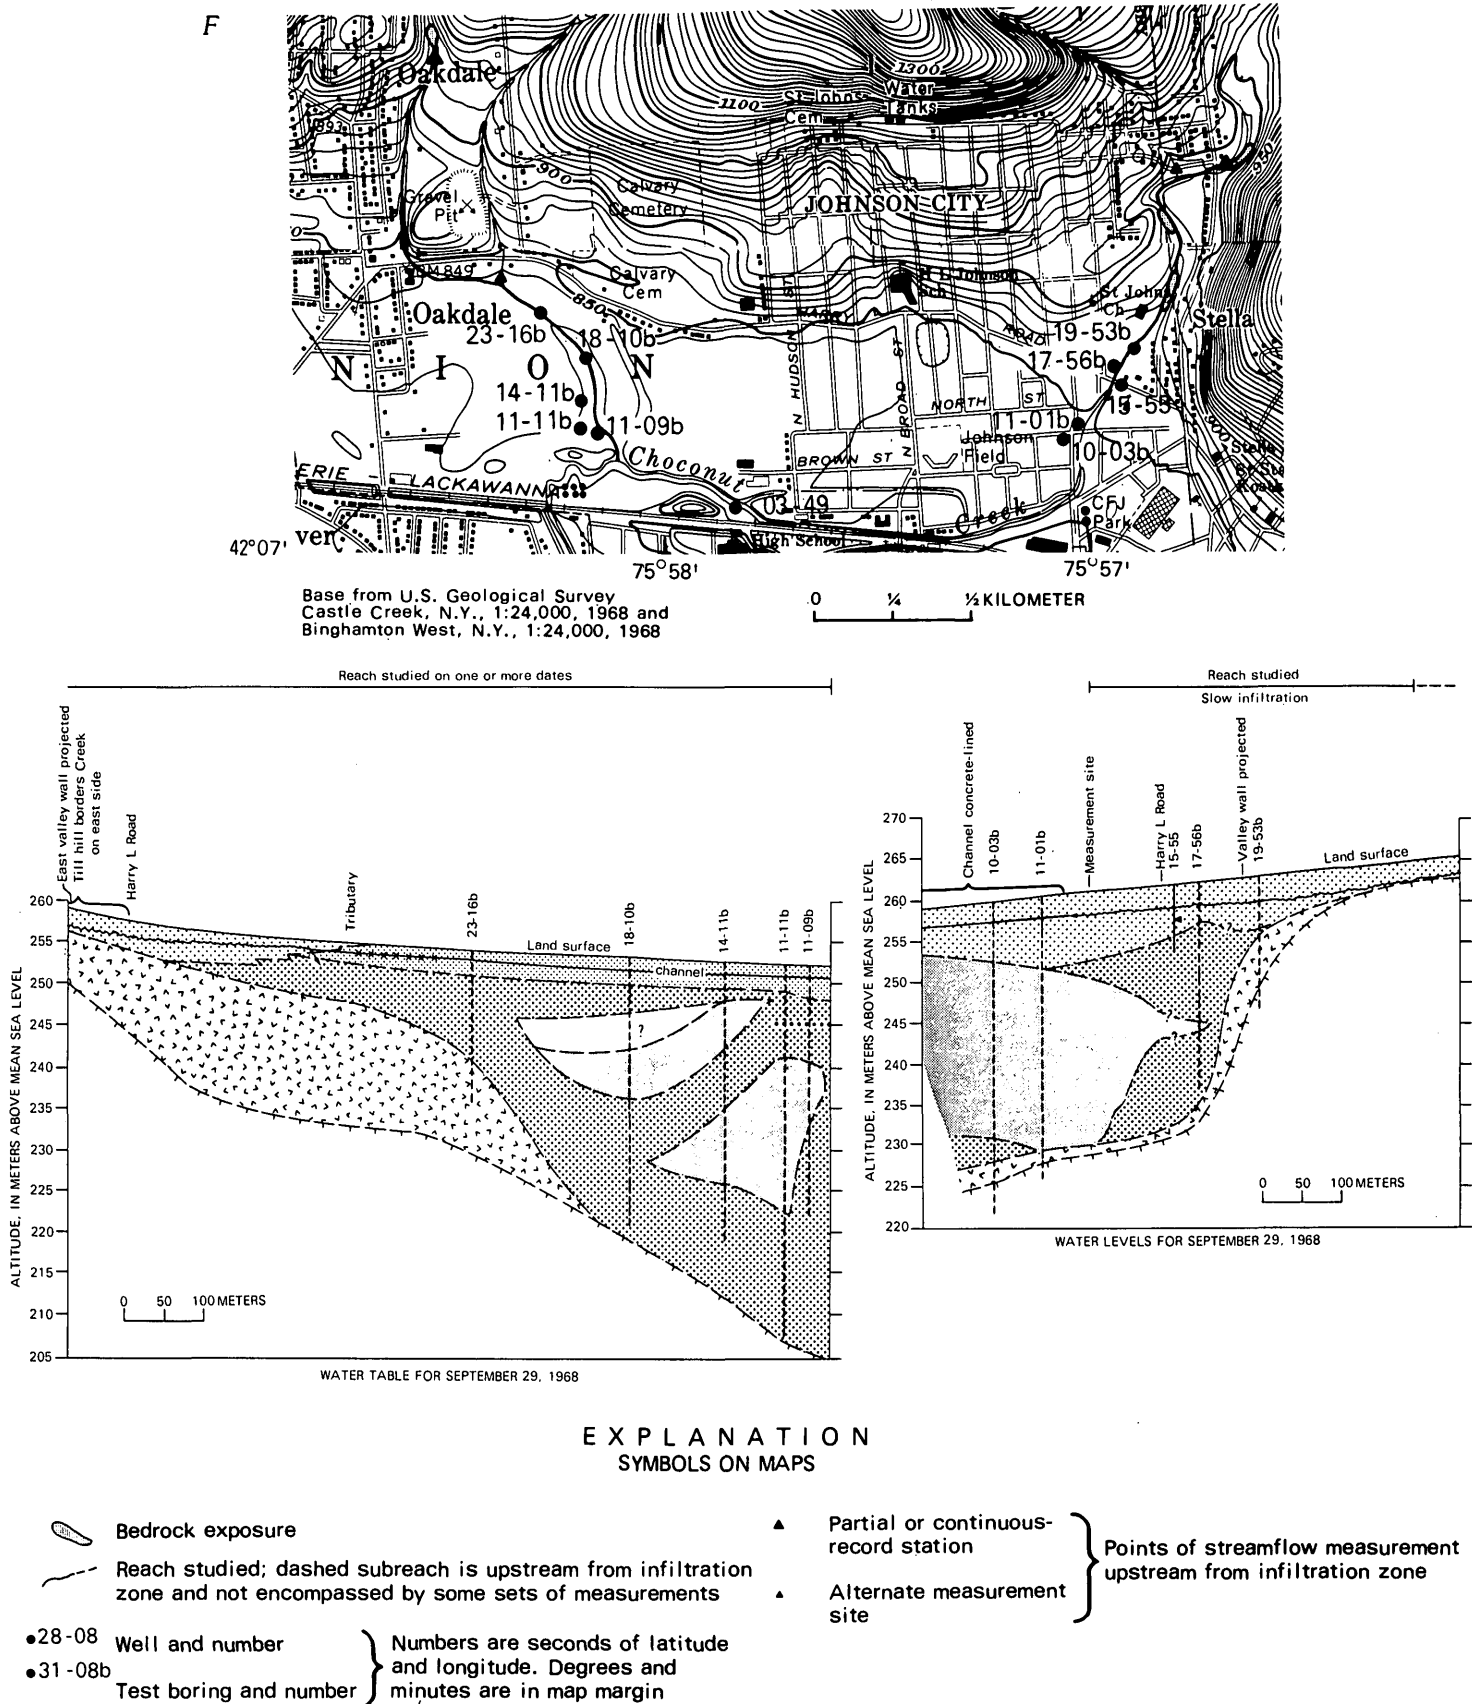 F
Oakdale
1300
1100
St Johns
Cem
Water
Tanks
893
900
Gravel
Pit
Calvary
Cemetery
JOHNSON CITY
850
BM 849
Calvary
Cem
850
H L Johnson
Sch
St Johns
Ch
Oakdale
23-16b
18-10b
HARRY
ROAD
19-53b
Stella
N I O N
N HUDSON ST
N BROAD ST
17-56b
14-11b
15-55
11-11b
11-09b
NORTH ST
11-01b
900
Johnson
Field
10-03b
Choconut
BROWN ST
ERIE - LACKAWANNA
03-49
Creek
CFJ
Park
42°07'
ver
High School
75°58'
75°57'
Base from U.S. Geological Survey
Castle Creek, N.Y., 1:24,000, 1968 and
Binghamton West, N.Y., 1:24,000, 1968
0 ¼ ½ KILOMETER
Reach studied on one or more dates
East valley wall projected
Till hill borders Creek
on east side
Harry L Road
Tributary
23-16b
18-10b
14-11b
11-11b
11-09b
Land surface
channel
?
ALTITUDE, IN METERS ABOVE MEAN SEA LEVEL
260
255
250
245
240
235
230
225
220
215
210
205
0 50 100 METERS
WATER TABLE FOR SEPTEMBER 29, 1968
Reach studied
Slow infiltration
Channel concrete-lined
10-03b
11-01b
Measurement site
Harry L Road
15-55
17-56b
Valley wall projected
19-53b
Land surface
ALTITUDE, IN METERS ABOVE MEAN SEA LEVEL
270
265
260
255
250
245
240
235
230
225
220
0 50 100 METERS
WATER LEVELS FOR SEPTEMBER 29, 1968
EXPLANATION
SYMBOLS ON MAPS
Bedrock exposure
Reach studied; dashed subreach is upstream from infiltration
zone and not encompassed by some sets of measurements
28-08 Well and number
31-08b
Test boring and number
Numbers are seconds of latitude
and longitude. Degrees and
minutes are in map margin
Partial or continuous-
record station
Alternate measurement
site
Points of streamflow measurement
upstream from infiltration zone